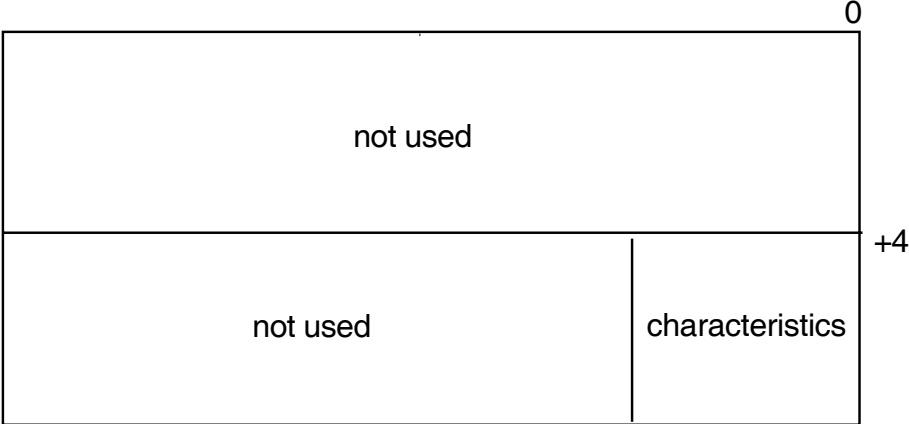 0
not used
+4
not used characteristics